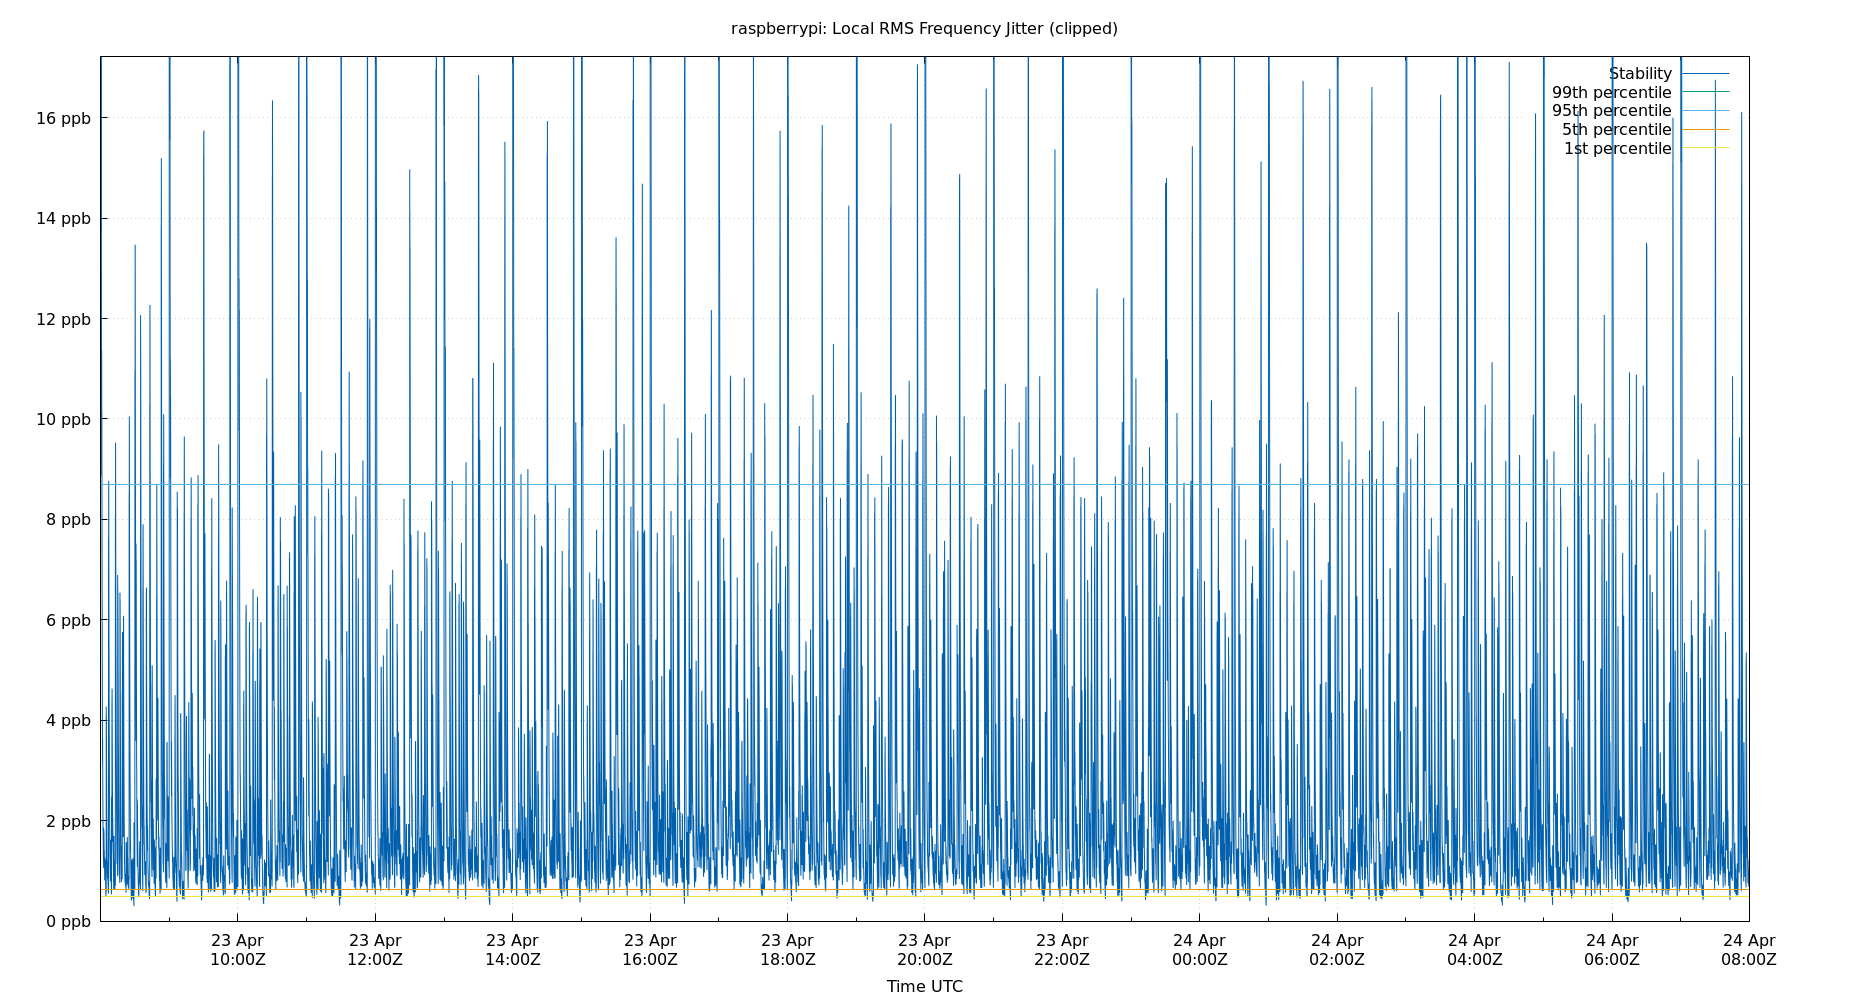 raspberrypi: Local RMS Frequency Jitter (clipped)
Stability
99th percentile
95th percentile
5th percentile
1st percentile
16 ppb
14 ppb
12 ppb
10 ppb
8 ppb
6 ppb
4 ppb
2 ppb
0 ppb
23 Apr 23 Apr 23 Apr 23 Apr 23 Apr 23 Apr 23 Apr 24 Apr 24 Apr 24 Apr 24 Apr 24 Apr
10:00Z 12:00Z 14:00Z 16:00Z 18:00Z 20:00Z 22:00Z 00:00Z 02:00Z 04:00Z 06:00Z 08:00Z
Time UTC